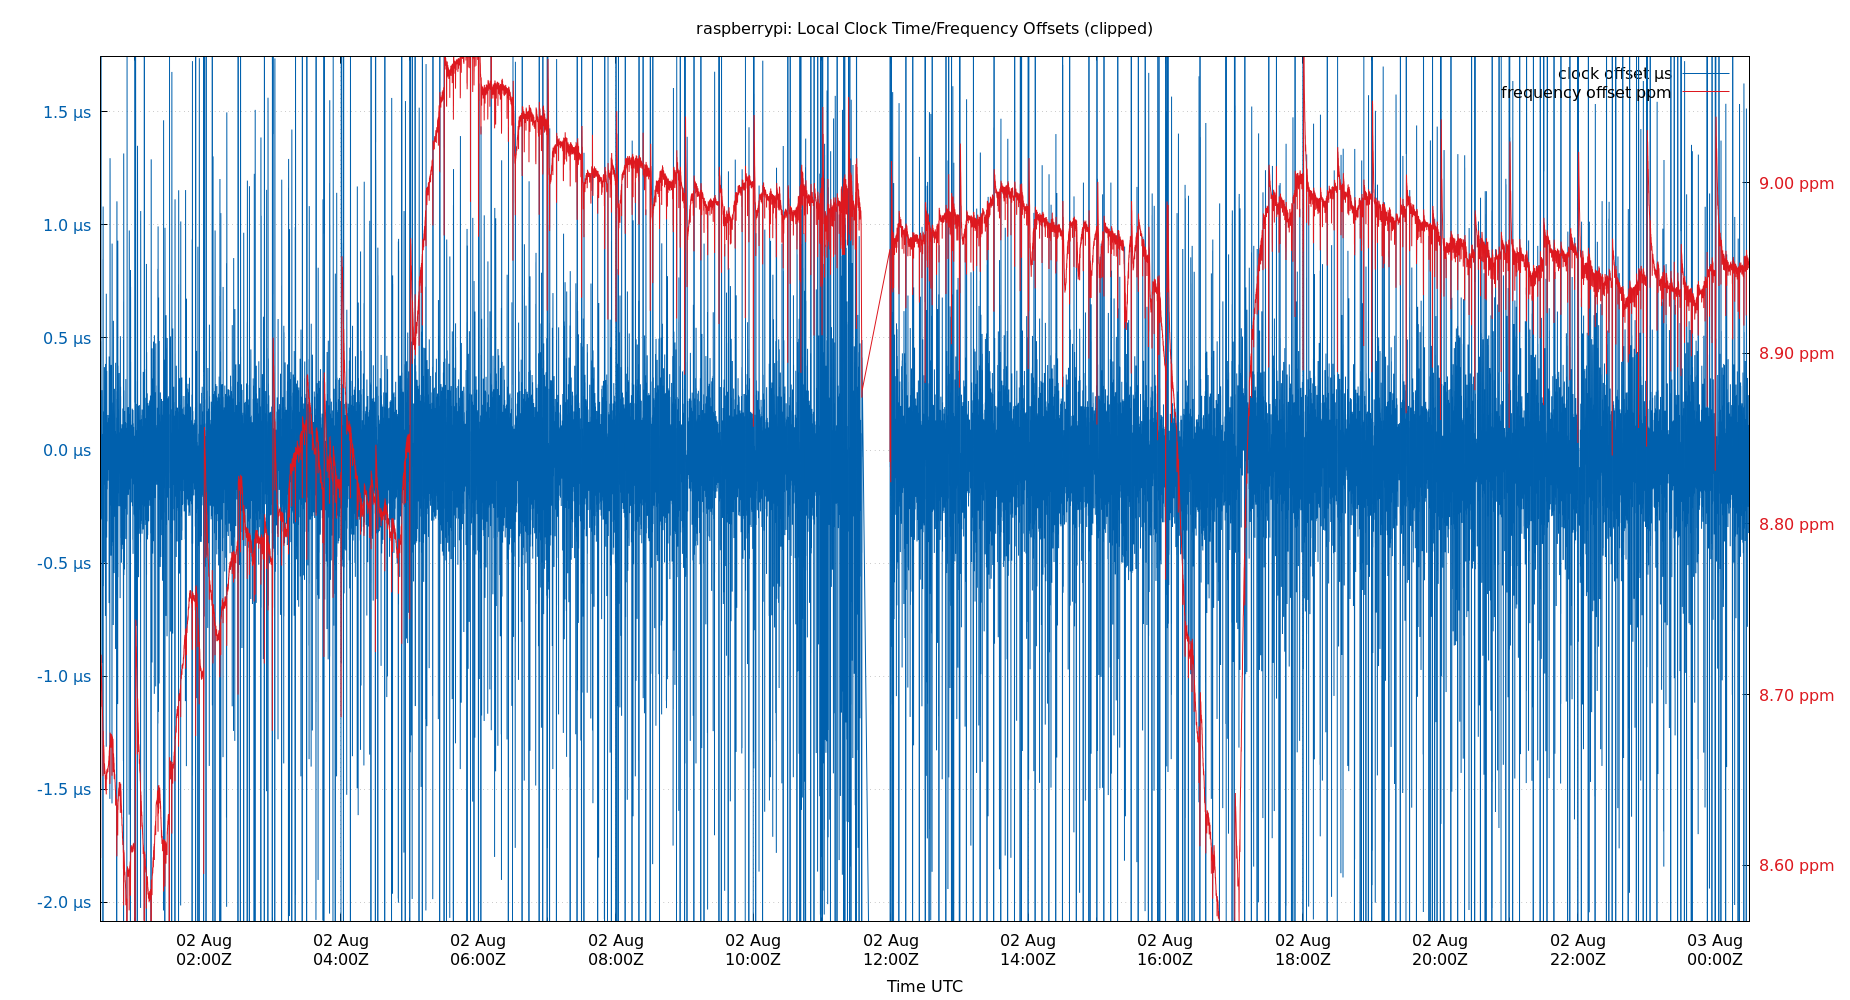 raspberrypi: Local Clock Time/Frequency Offsets (clipped)
clock offset µs
frequency offset ppm
1.5 µs
1.0 µs
0.5 µs
0.0 µs
-0.5 µs
-1.0 µs
-1.5 µs
-2.0 µs
9.00 ppm
8.90 ppm
8.80 ppm
8.70 ppm
8.60 ppm
02 Aug 02 Aug 02 Aug 02 Aug 02 Aug 02 Aug 02 Aug 02 Aug 02 Aug 02 Aug 02 Aug 03 Aug
02:00Z 04:00Z 06:00Z 08:00Z 10:00Z 12:00Z 14:00Z 16:00Z 18:00Z 20:00Z 22:00Z 00:00Z
Time UTC